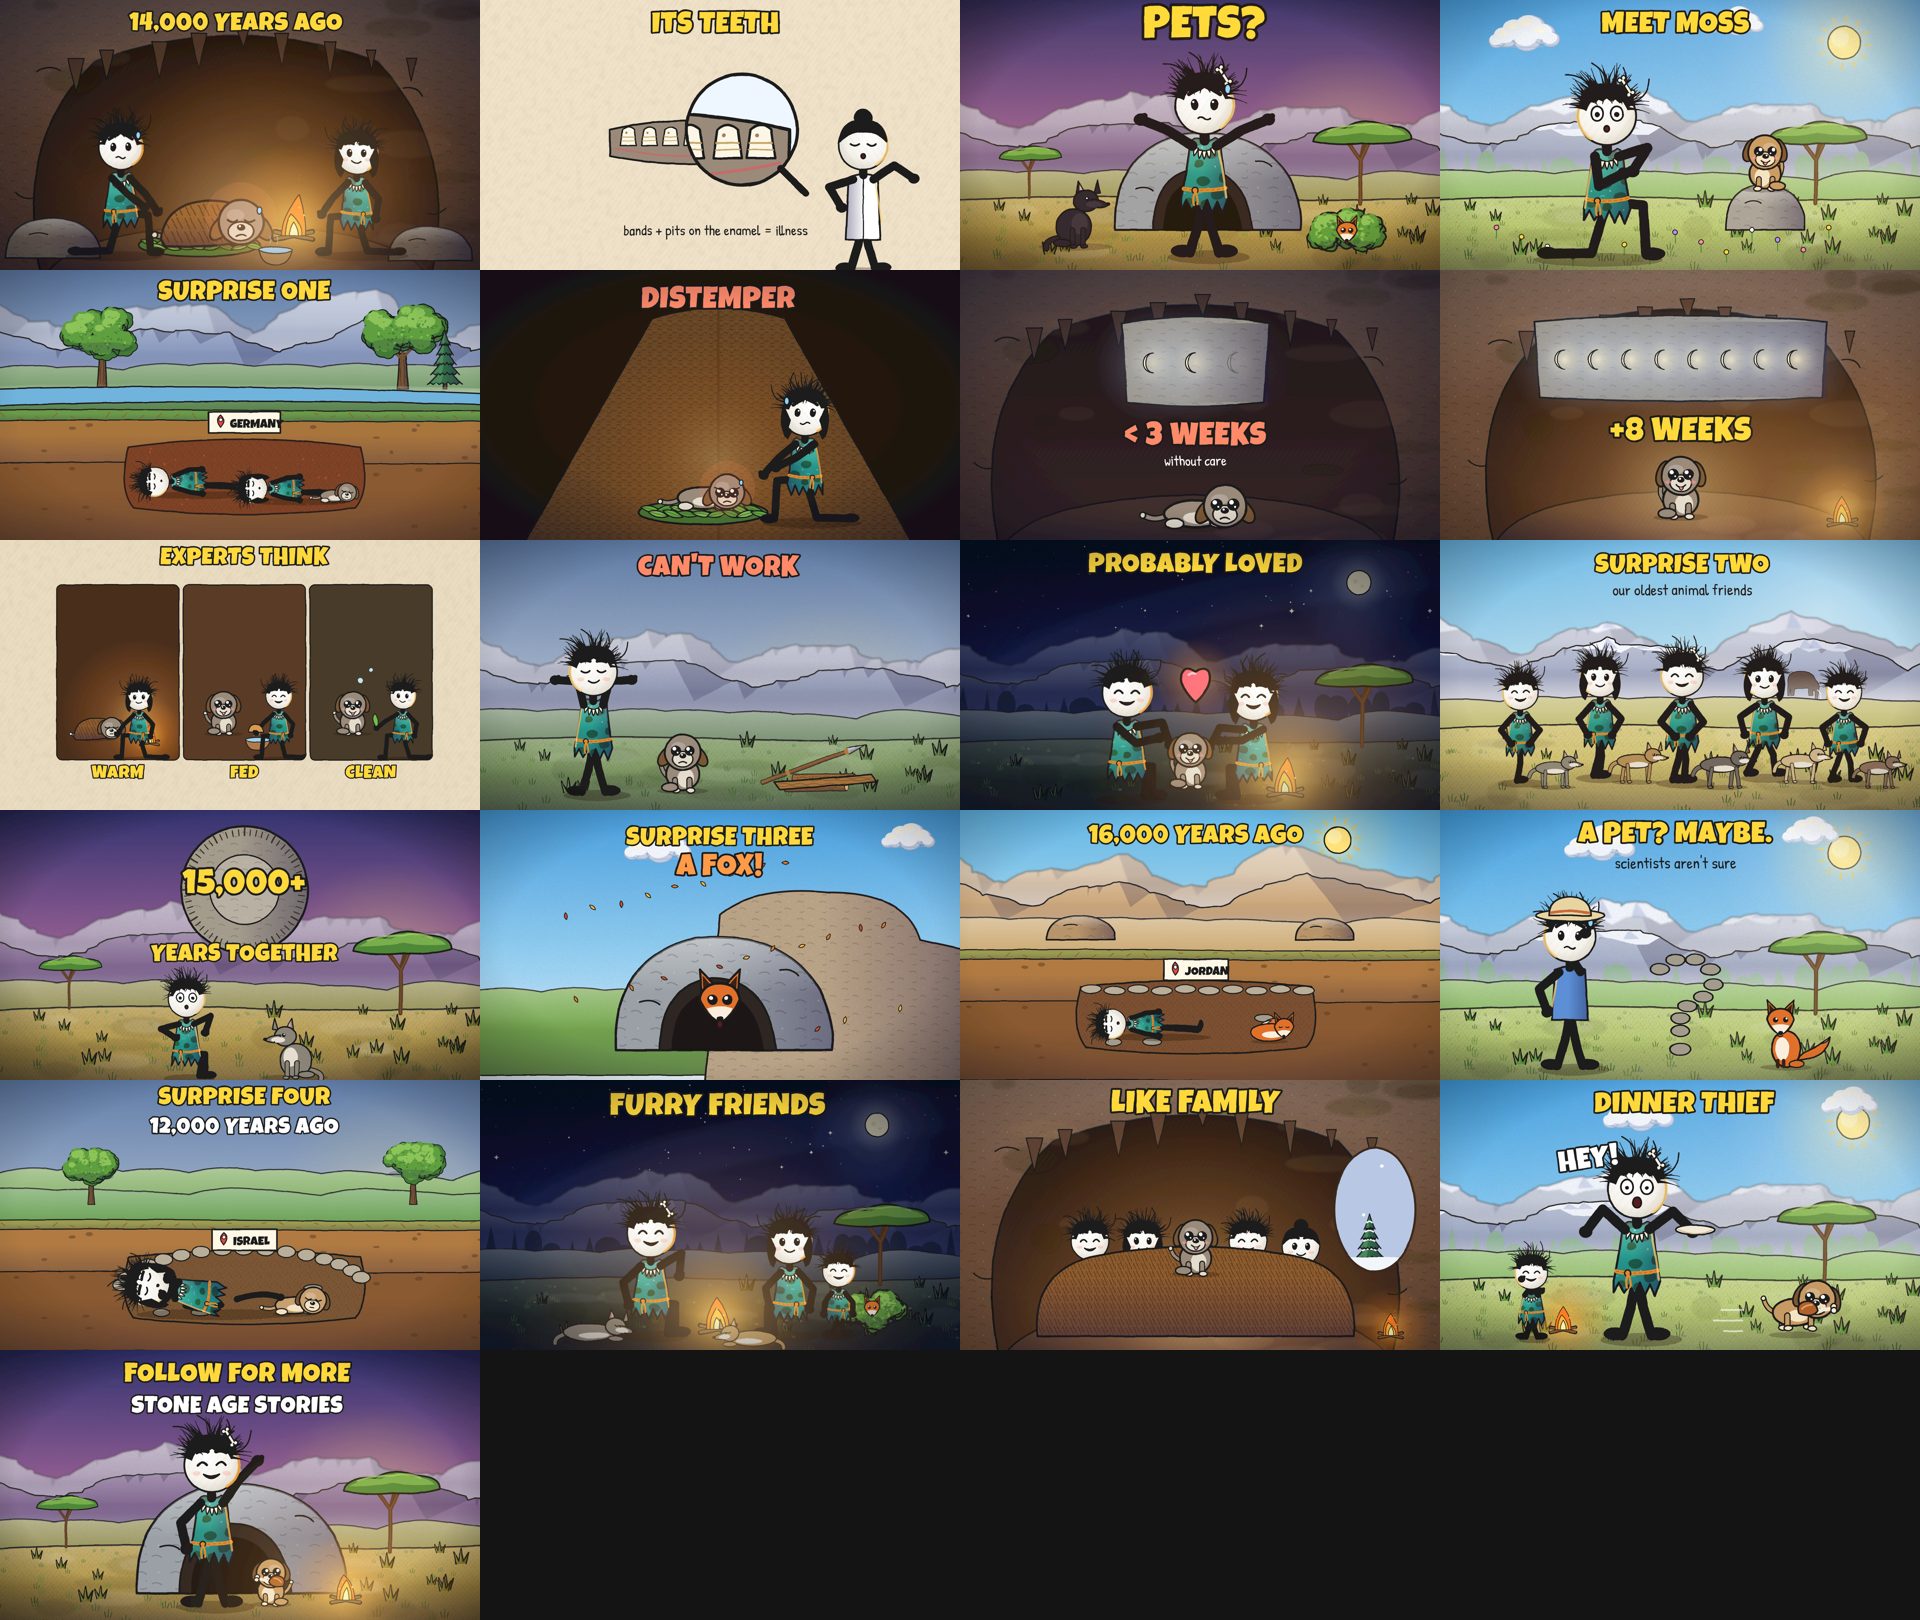 14,000 YEARS AGO
ITS TEETH
bands + pits on the enamel = illness
PETS?
MEET MOSS
SURPRISE ONE
GERMANY
DISTEMPER
< 3 WEEKS
without care
+8 WEEKS
EXPERTS THINK
WARM
FED
CLEAN
CAN'T WORK
PROBABLY LOVED
SURPRISE TWO
our oldest animal friends
15,000+
YEARS TOGETHER
SURPRISE THREE
A FOX!
16,000 YEARS AGO
JORDAN
A PET? MAYBE.
scientists aren't sure
SURPRISE FOUR
12,000 YEARS AGO
ISRAEL
FURRY FRIENDS
LIKE FAMILY
DINNER THIEF
HEY!
FOLLOW FOR MORE
STONE AGE STORIES